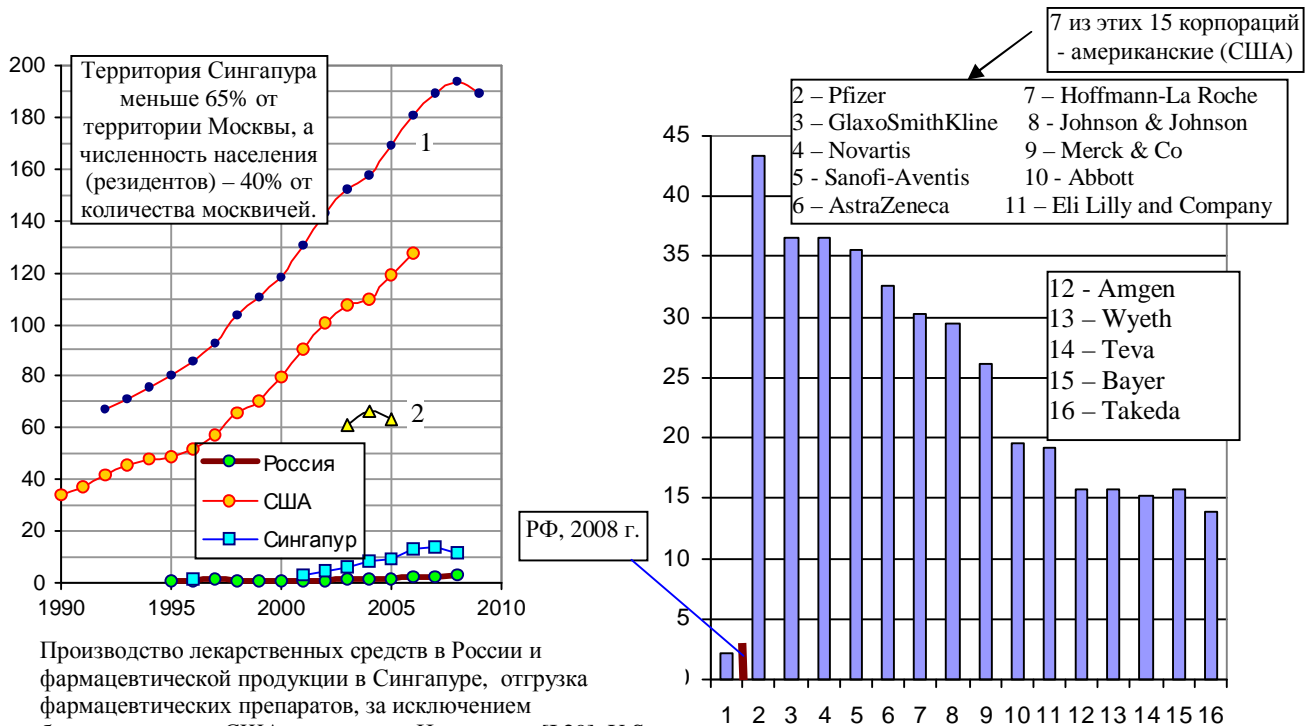 7 из этих 15 корпораций
- американские (США)
200
180
160
140
120
100
80
60
40
20
0
Территория Сингапура
меньше 65% от
территории Москвы, а
численность населения
(резидентов) – 40% от
количества москвичей.
1
2
Россия
США
Сингапур
1990 1995 2000 2005 2010
Производство лекарственных средств в России и
фармацевтической продукции в Сингапуре, отгрузка
фармацевтических препаратов, за исключением
2 – Pfizer 7 – Hoffmann-La Roche
3 – GlaxoSmithKline 8 - Johnson & Johnson
4 – Novartis 9 – Merck & Co
5 - Sanofi-Aventis 10 - Abbott
6 – AstraZeneca 11 – Eli Lilly and Company
45
40
35
30
25
20
15
10
5
12 - Amgen
13 – Wyeth
14 – Teva
15 – Bayer
16 – Takeda
РФ, 2008 г.
1 2 3 4 5 6 7 8 9 10 11 12 13 14 15 16